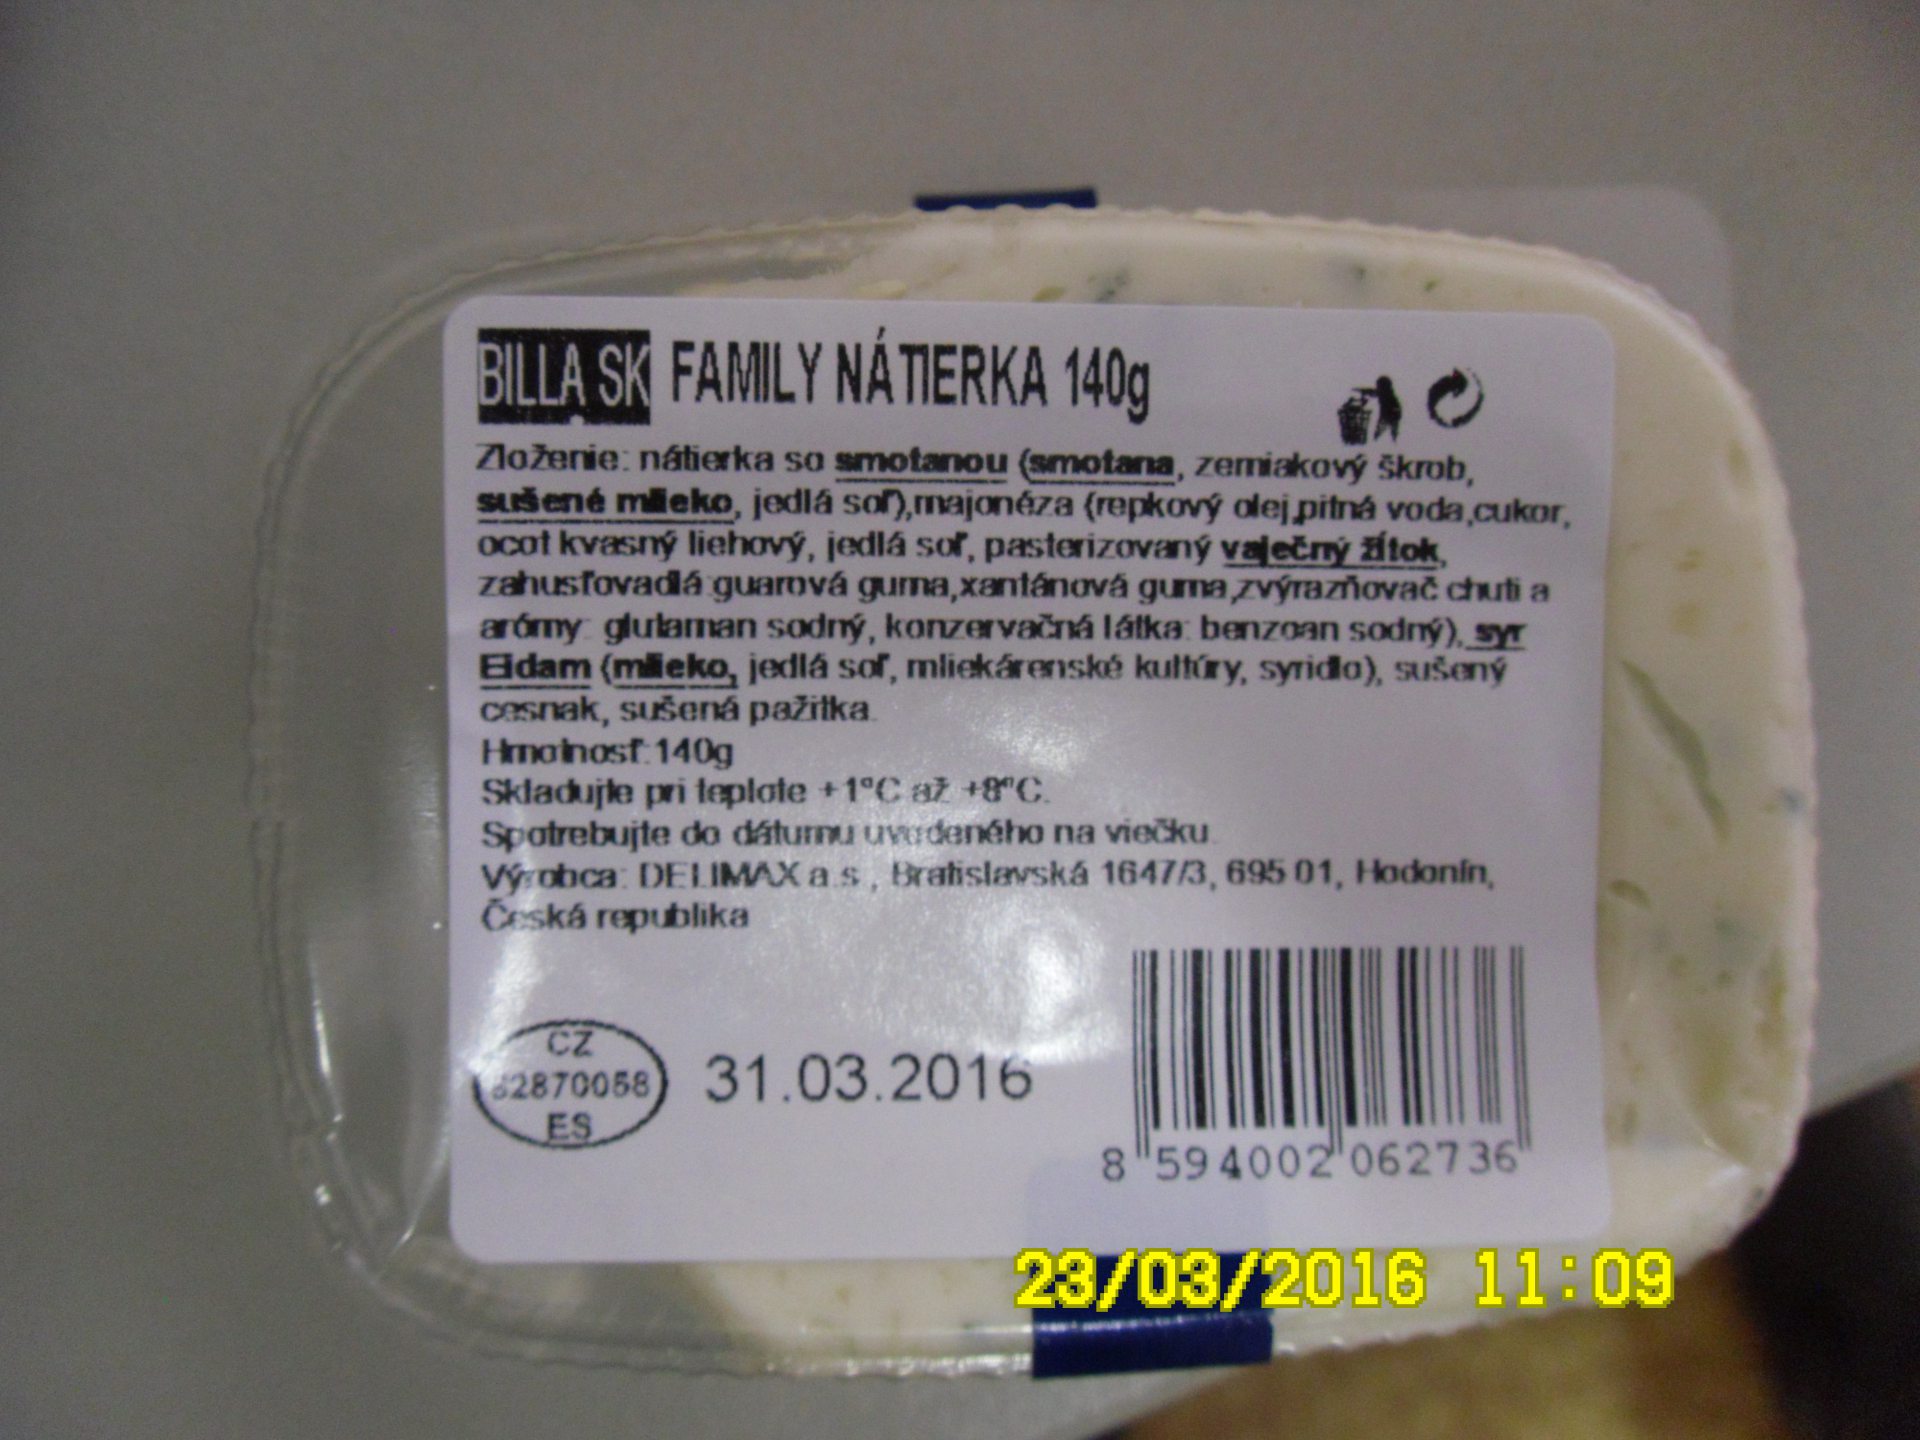 BILLA SK FAMILY NÁTIERKA 140g
Zloženie: nátierka so smotanou (smotana, zemiakový škrob,
sušené mlieko, jedlá soľ),majonéza (repkový olej,pitná voda,cukor,
ocot kvasný liehový, jedlá soľ, pasterizovaný vaječný žĺtok,
zahusťovadlá:guarová guma,xantánová guma,zvýrazňovač chuti a
arómy: glutaman sodný, konzervačná látka: benzoan sodný), syr
Eidam (mlieko, jedlá soľ, mliekárenské kultúry, syridlo), sušený
cesnak, sušená pažítka.
Hmotnosť:140g
Skladujte pri teplote +1°C až +8°C.
Spotrebujte do dátumu uvedeného na viečku.
Výrobca: DELIMAX a.s., Bratislavská 1647/3, 695 01, Hodonín,
Česká republika
CZ
ES
31.03.2016
8 594002 062736
23/03/2016 11:09